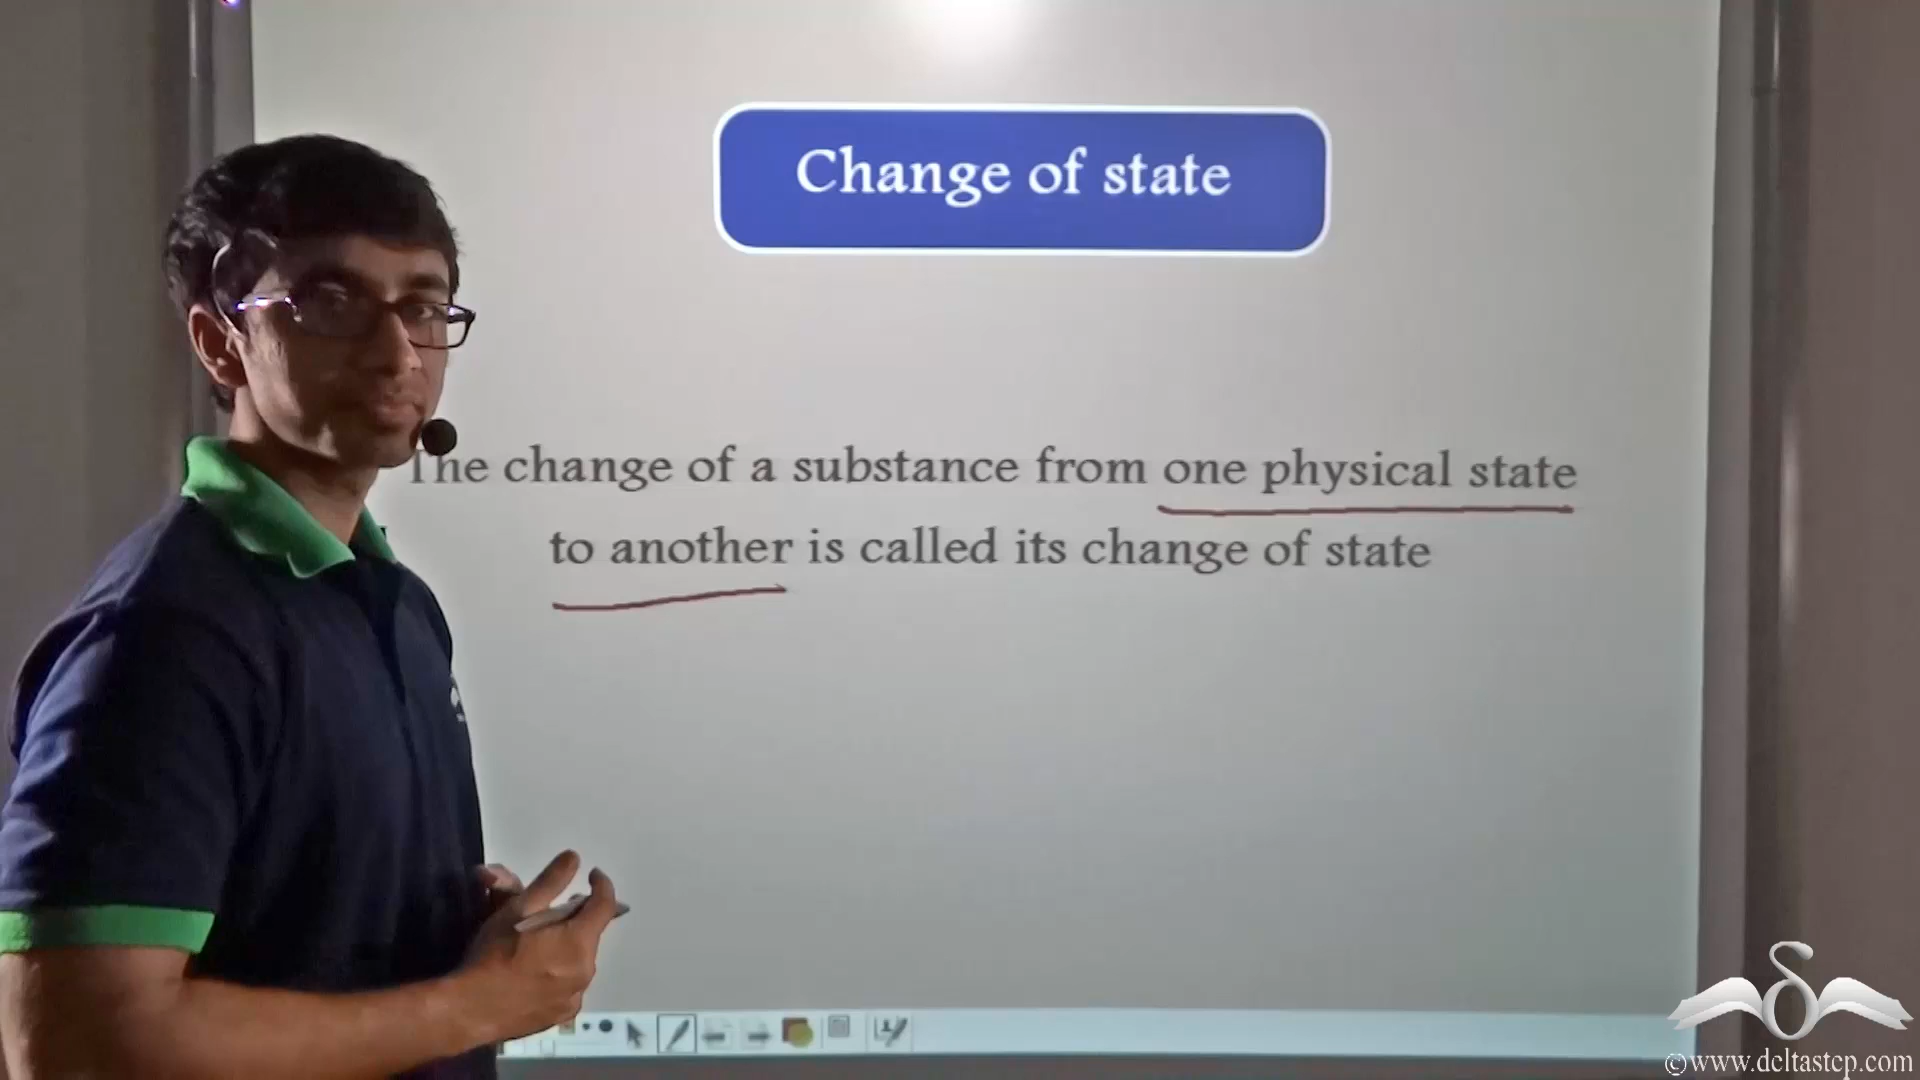 Change of state
The change of a substance from one physical state
to another is called its change of state
©www.deltastep.com